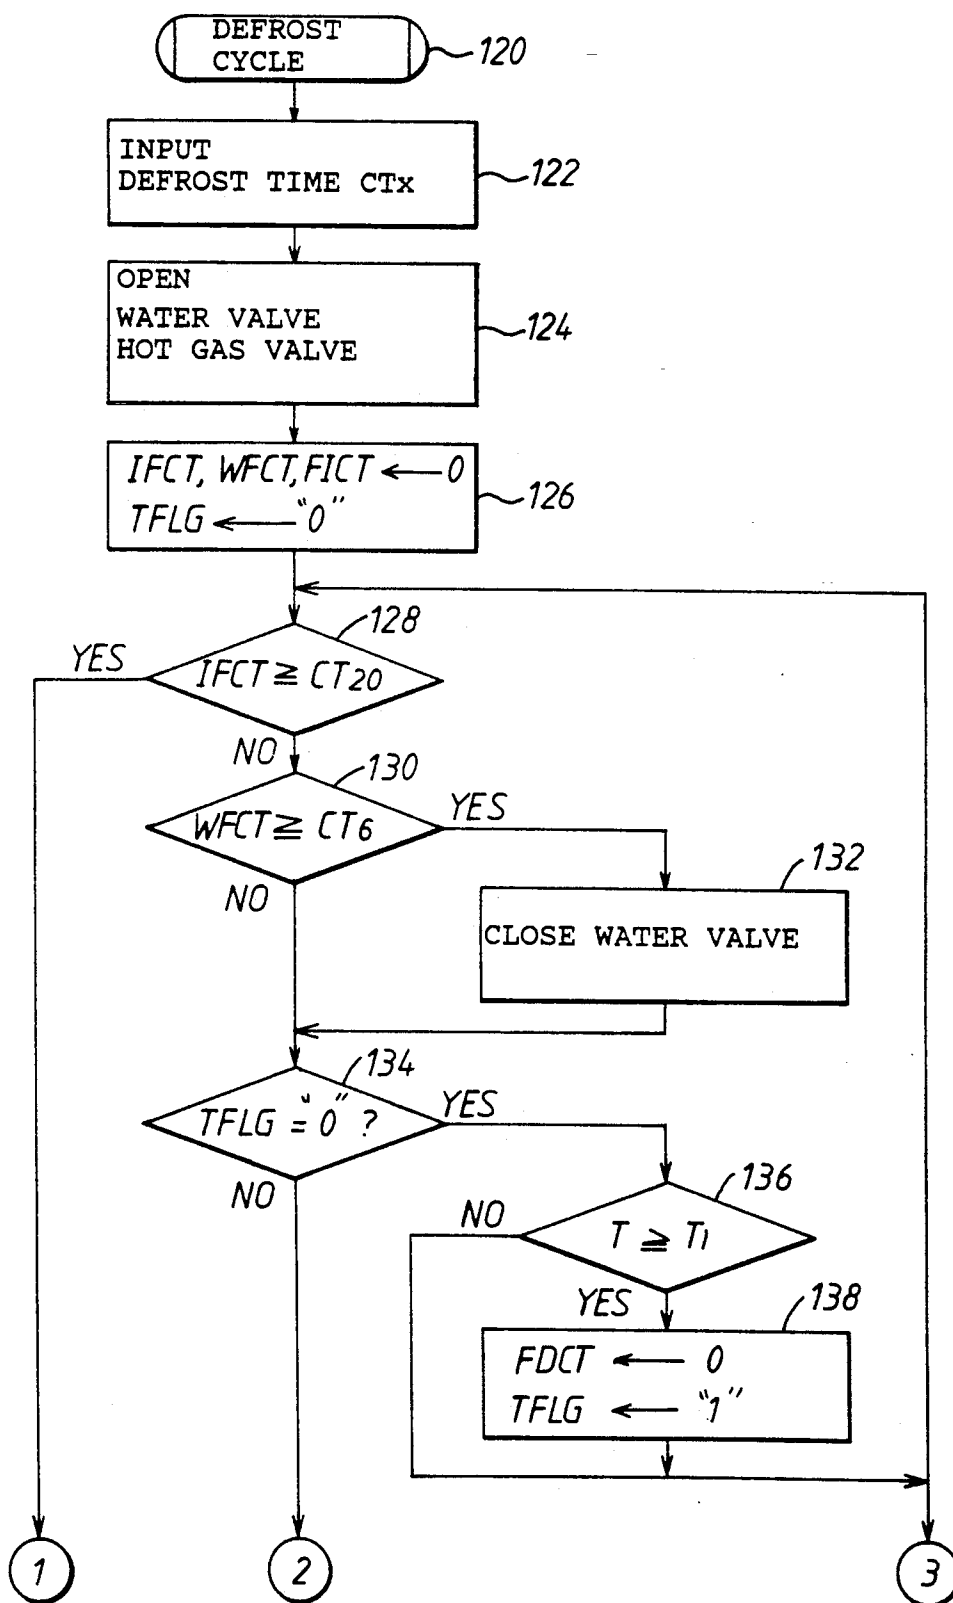 DEFROST
CYCLE
120
INPUT
DEFROST TIME CTx
122
OPEN
WATER VALVE
HOT GAS VALVE
124
IFCT, WFCT, FICT ← 0
TFLG ← "0"
126
128
YES
IFCT ≧ CT20
NO
130
WFCT ≧ CT6
YES
NO
132
CLOSE WATER VALVE
134
TFLG = "0" ?
YES
NO
136
NO
T ≧ T1
YES
138
FDCT ← 0
TFLG ← "1"
1
2
3